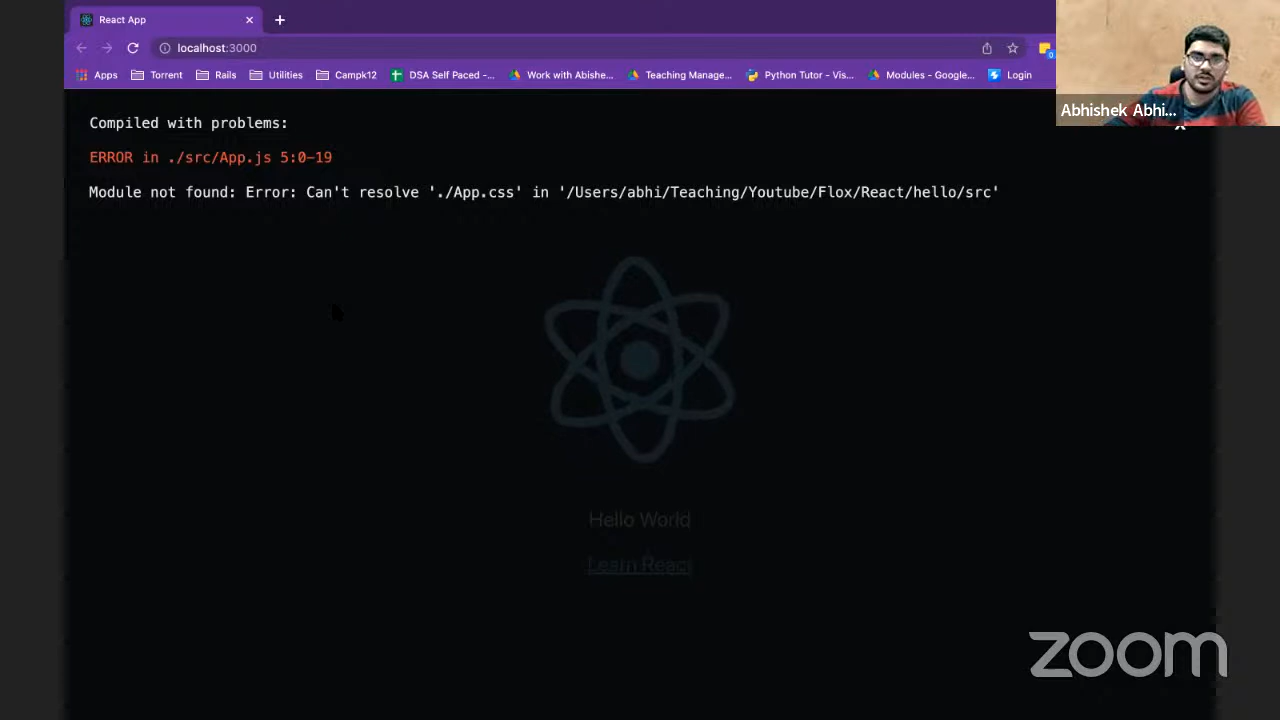 React App
localhost:3000
Apps
Torrent
Rails
Utilities
Campk12
DSA Self Paced -...
Work with Abishe...
Teaching Manage...
Python Tutor - Vis...
Modules - Google...
Login
Abhishek Abhi...
Compiled with problems:
X
ERROR in ./src/App.js 5:0-19
Module not found: Error: Can't resolve './App.css' in '/Users/abhi/Teaching/Youtube/Flox/React/hello/src'
Hello World
Learn React
zoom